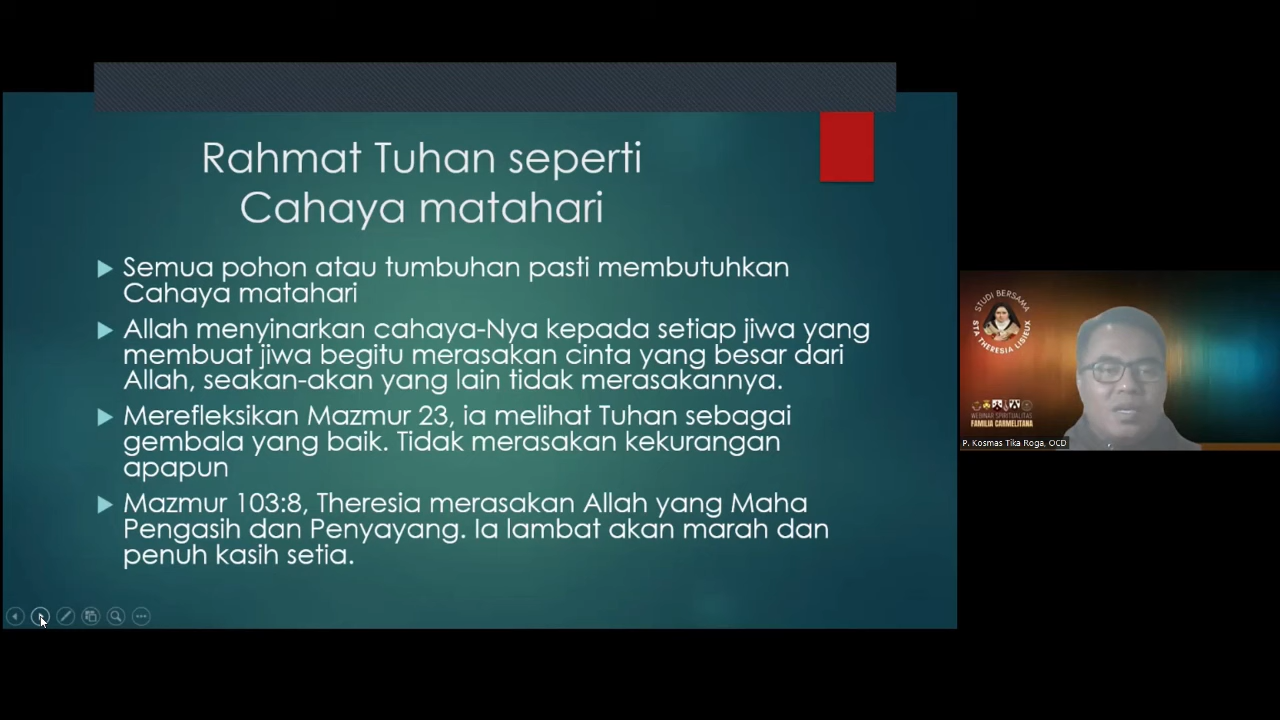 Rahmat Tuhan seperti
Cahaya matahari
Semua pohon atau tumbuhan pasti membutuhkan
Cahaya matahari
Allah menyinarkan cahaya-Nya kepada setiap jiwa yang
membuat jiwa begitu merasakan cinta yang besar dari
Allah, seakan-akan yang lain tidak merasakannya.
Merefleksikan Mazmur 23, ia melihat Tuhan sebagai
gembala yang baik. Tidak merasakan kekurangan
apapun
Mazmur 103:8, Theresia merasakan Allah yang Maha
Pengasih dan Penyayang. Ia lambat akan marah dan
penuh kasih setia.
STUDI BERSAMA
STA THERESIA LISIEUX
WEBINAR SPIRITUALITAS
FAMILIA CARMELITANA
P. Kosmas Tika Roga, OCD